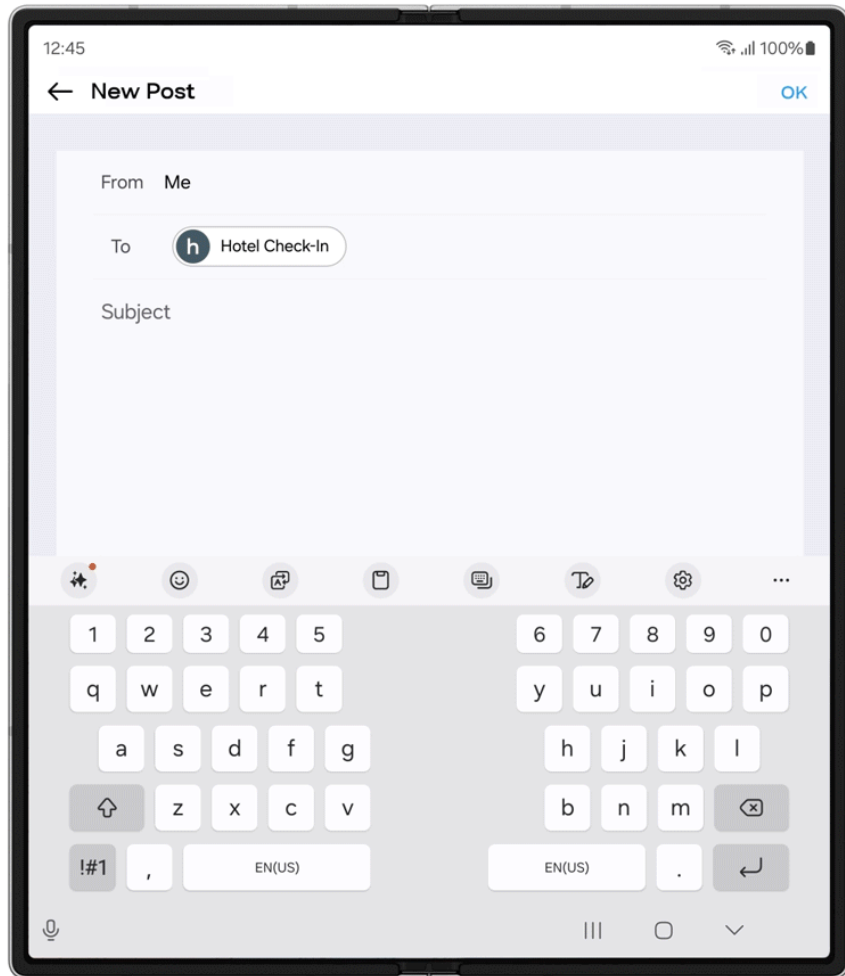 12:45 100%
New Post OK
From Me
To h Hotel Check-In
Subject
1 2 3 4 5 6 7 8 9 0
q w e r t y u i o p
a s d f g h j k l
z x c v b n m
!#1 , EN(US) EN(US) .